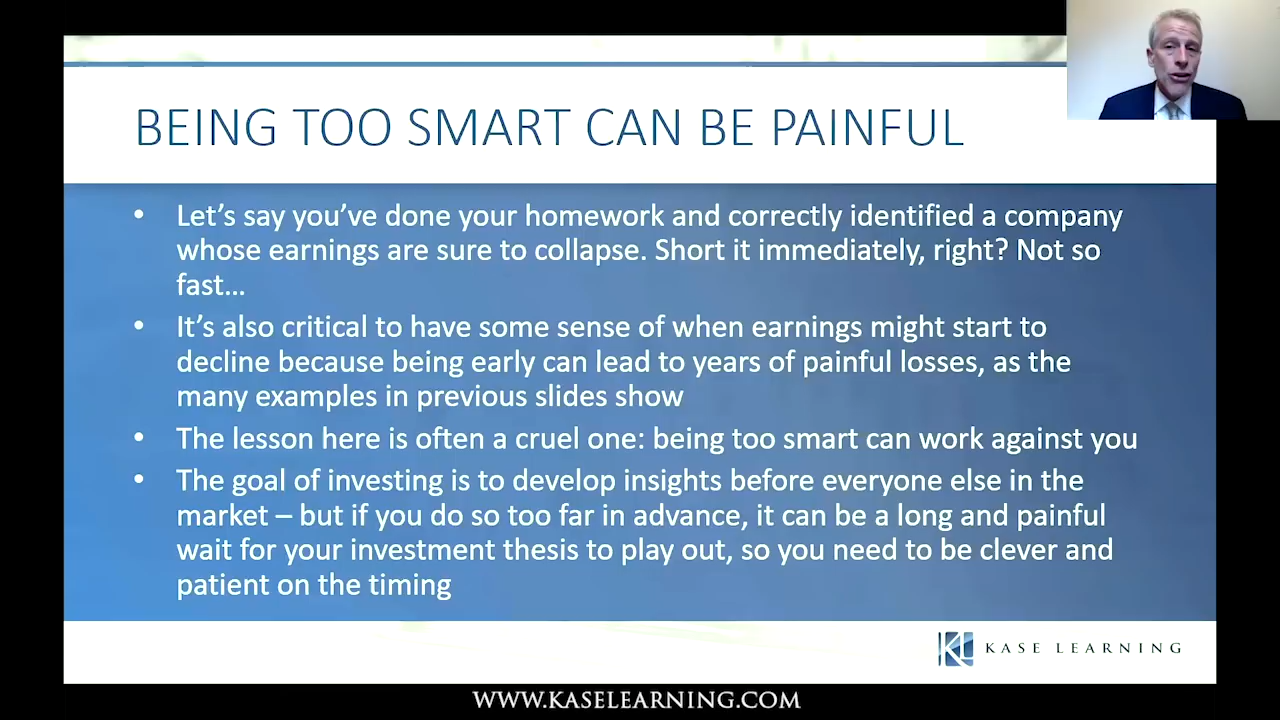 BEING TOO SMART CAN BE PAINFUL
• Let’s say you’ve done your homework and correctly identified a company
whose earnings are sure to collapse. Short it immediately, right? Not so
fast…
• It’s also critical to have some sense of when earnings might start to
decline because being early can lead to years of painful losses, as the
many examples in previous slides show
• The lesson here is often a cruel one: being too smart can work against you
• The goal of investing is to develop insights before everyone else in the
market – but if you do so too far in advance, it can be a long and painful
wait for your investment thesis to play out, so you need to be clever and
patient on the timing
KL KASE LEARNING
WWW.KASELEARNING.COM